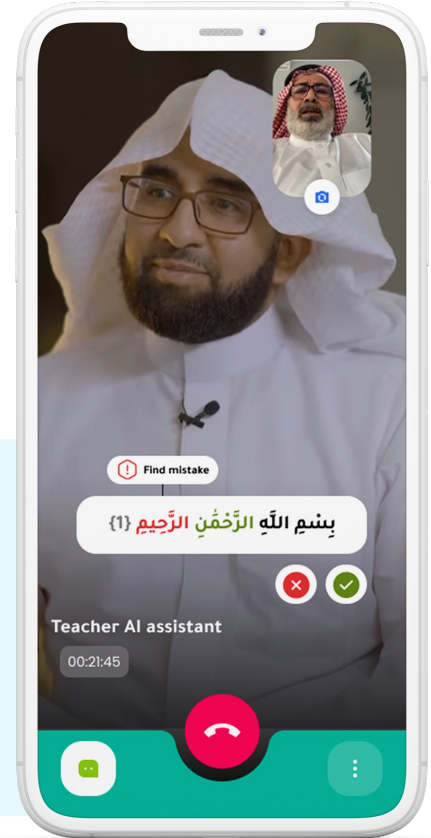 Find mistake
بِسْمِ اللَّهِ الرَّحْمَٰنِ الرَّحِيمِ {1}
Teacher AI assistant
00:21:45